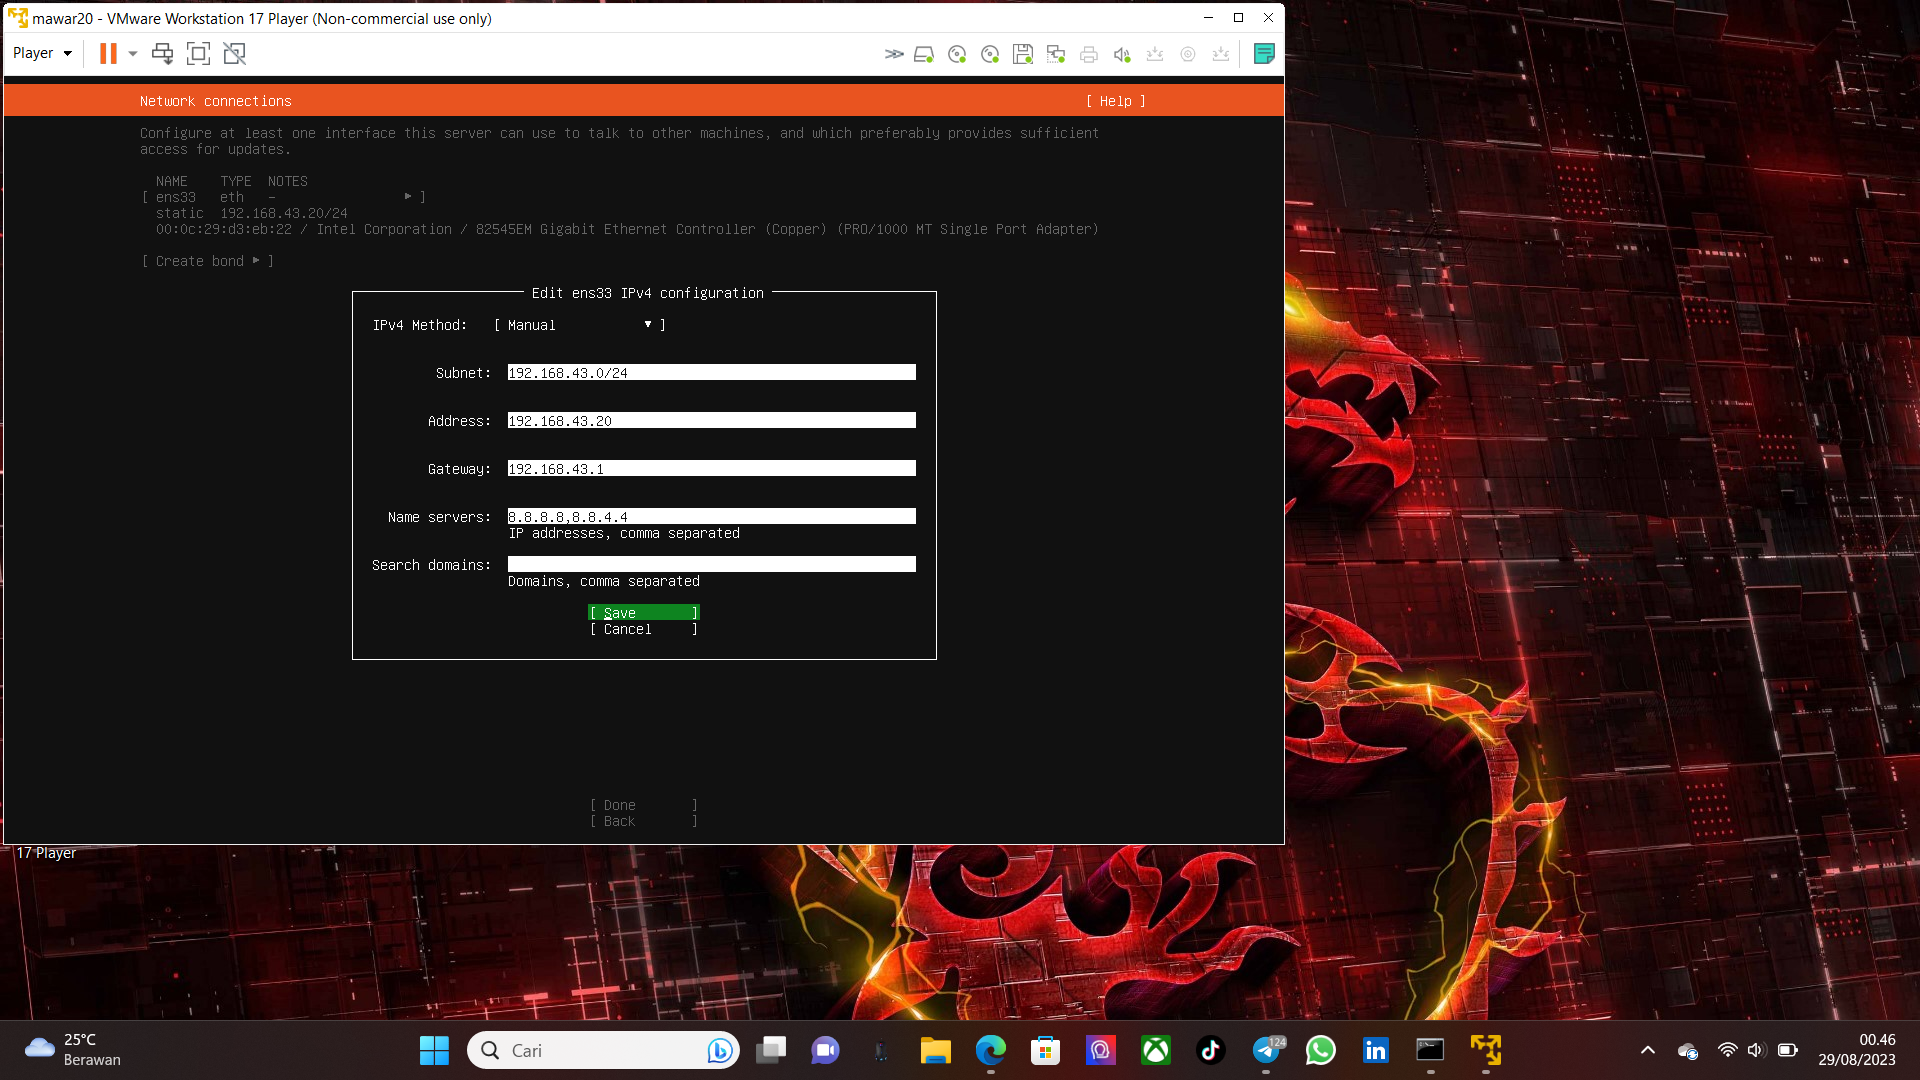 mawar20 - VMware Workstation 17 Player (Non-commercial use only)
Player
Network connections [ Help ]
Configure at least one interface this server can use to talk to other machines, and which preferably provides sufficient
access for updates.
NAME TYPE NOTES
[ ens33 eth - ▸ ]
static 192.168.43.20/24
00:0c:29:d3:eb:22 / Intel Corporation / 82545EM Gigabit Ethernet Controller (Copper) (PRO/1000 MT Single Port Adapter)
[ Create bond ▸ ]
Edit ens33 IPv4 configuration
IPv4 Method: [ Manual ▾ ]
Subnet: 192.168.43.0/24
Address: 192.168.43.20
Gateway: 192.168.43.1
Name servers: 8.8.8.8,8.8.4.4
IP addresses, comma separated
Search domains:
Domains, comma separated
[ Save ]
[ Cancel ]
[ Done ]
[ Back ]
17 Player
25°C
Berawan
Cari
124
00.46
29/08/2023